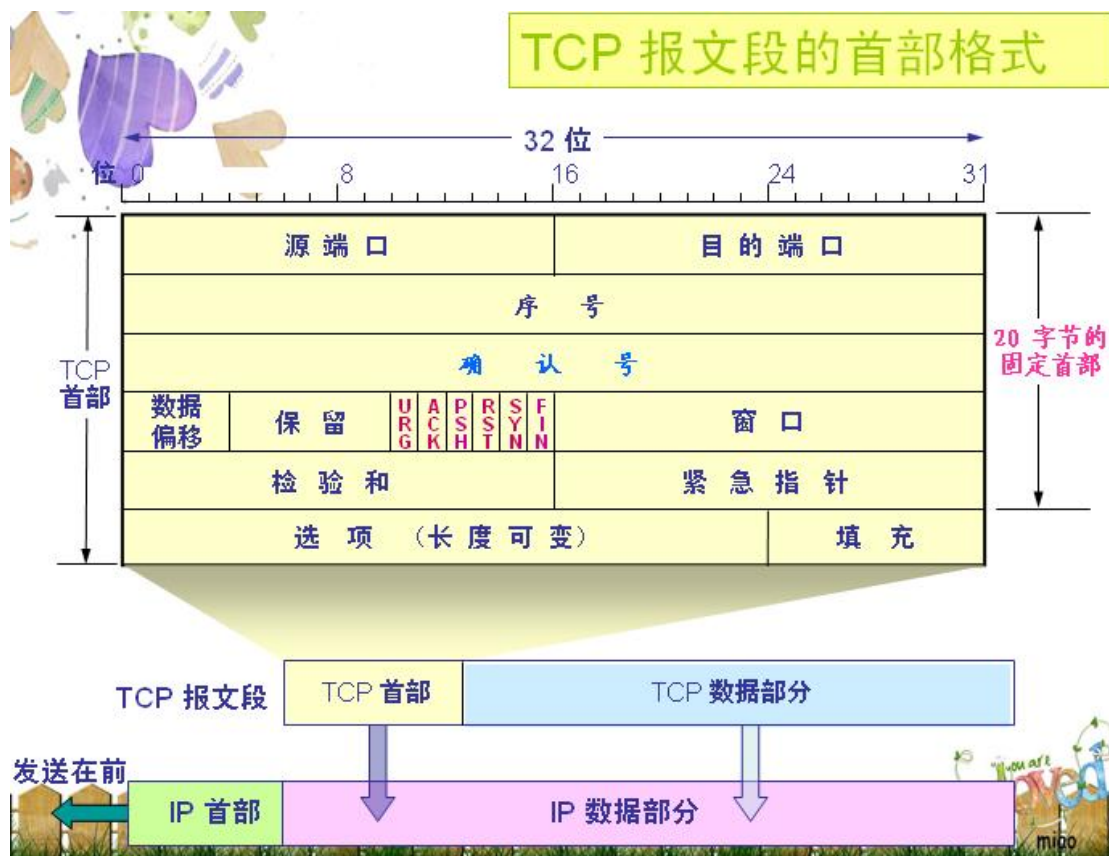 TCP 报文段的首部格式
32 位
位 0 8 16 24 31
源 端 口 目 的 端 口
序 号
确 认 号
20 字节的
固定首部
TCP
首部
数据
偏移
保 留
URG ACK PSH RST SYN FIN
窗 口
检 验 和 紧 急 指 针
选 项 (长 度 可 变) 填 充
TCP 报文段 TCP 首部 TCP 数据部分
发送在前
IP 首部 IP 数据部分
you are
loved
miao